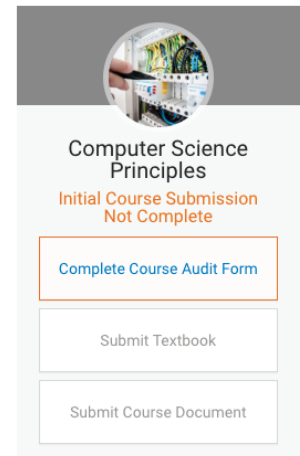 Computer Science
Principles
Initial Course Submission
Not Complete
Complete Course Audit Form
Submit Textbook
Submit Course Document